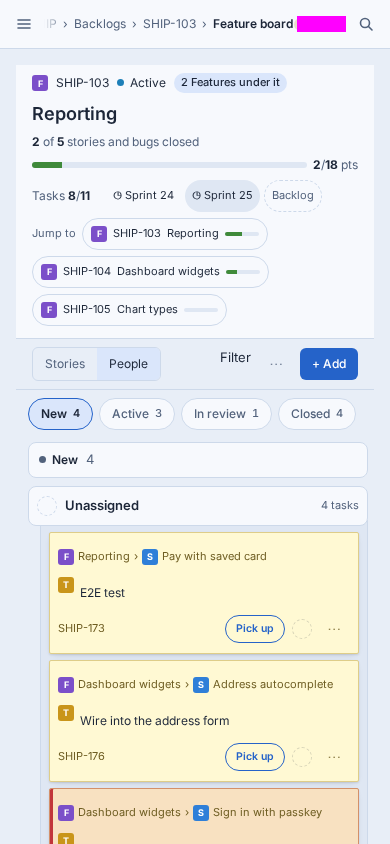 IP › Backlogs › SHIP-103 › Feature board
F SHIP-103 Active 2 Features under it
Reporting
2 of 5 stories and bugs closed
2/18 pts
Tasks 8/11 Sprint 24 Sprint 25 Backlog
Jump to F SHIP-103 Reporting
F SHIP-104 Dashboard widgets
F SHIP-105 Chart types
Stories People Filter ... + Add
New 4 Active 3 In review 1 Closed 4
New 4
Unassigned 4 tasks
F Reporting › S Pay with saved card
T E2E test
SHIP-173 Pick up ...
F Dashboard widgets › S Address autocomplete
T Wire into the address form
SHIP-176 Pick up ...
F Dashboard widgets › S Sign in with passkey
T